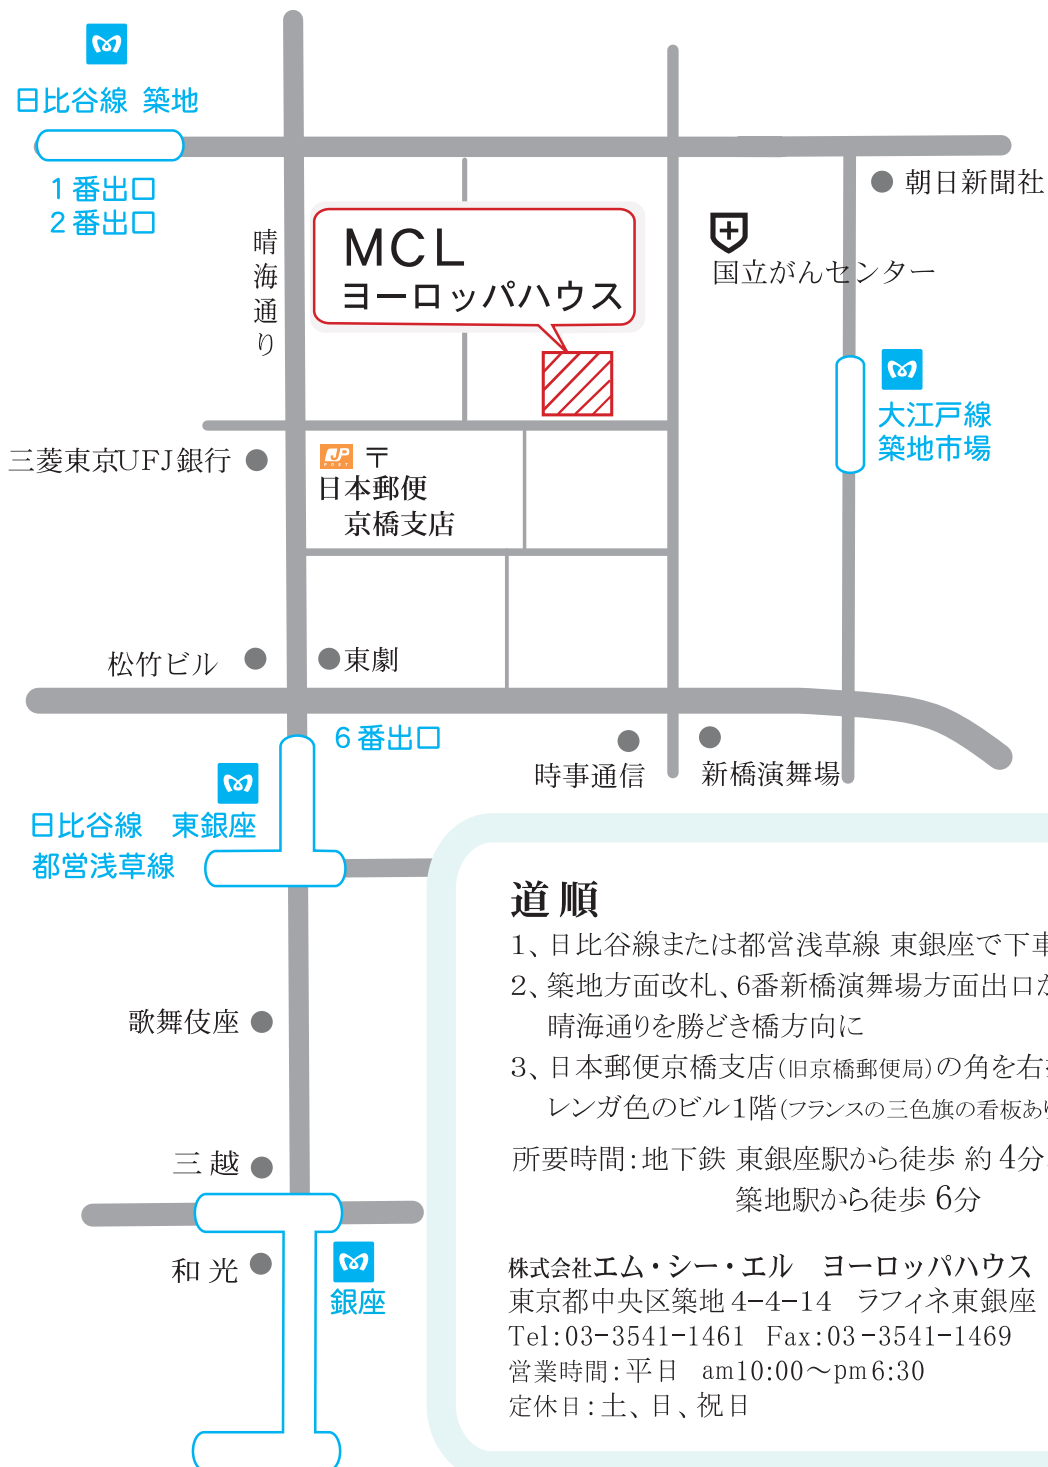 日比谷線 築地
1番出口
2番出口
朝日新聞社
晴海通り
MCL
ヨーロッパハウス
国立がんセンター
大江戸線
築地市場
三菱東京UFJ銀行
JP
POST
〒
日本郵便
京橋支店
松竹ビル
東劇
6番出口
時事通信
新橋演舞場
日比谷線 東銀座
都営浅草線
歌舞伎座
三越
和光
銀座
道順
1、日比谷線または都営浅草線 東銀座で下車
2、築地方面改札、6番新橋演舞場方面出口か
晴海通りを勝どき橋方向に
3、日本郵便京橋支店(旧京橋郵便局)の角を右
レンガ色のビル1階(フランスの三色旗の看板あり
所要時間:地下鉄 東銀座駅から徒歩 約4分
築地駅から徒歩 6分
株式会社エム・シー・エル ヨーロッパハウス
東京都中央区築地4-4-14 ラフィネ東銀座
Tel:03-3541-1461 Fax:03-3541-1469
営業時間:平日 am10:00〜pm6:30
定休日:土、日、祝日